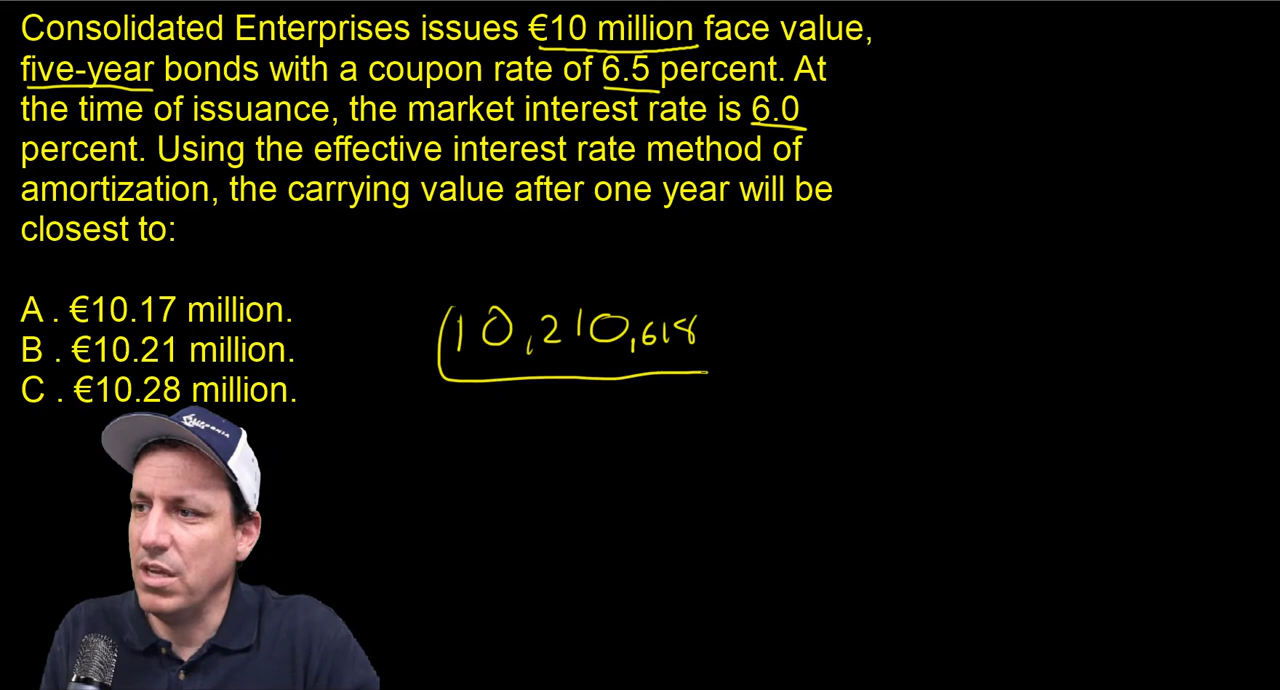 Consolidated Enterprises issues €10 million face value,
five-year bonds with a coupon rate of 6.5 percent. At
the time of issuance, the market interest rate is 6.0
percent. Using the effective interest rate method of
amortization, the carrying value after one year will be
closest to:
A . €10.17 million.
B . €10.21 million.
C . €10.28 million.
10,210,618
CALIFORNIA